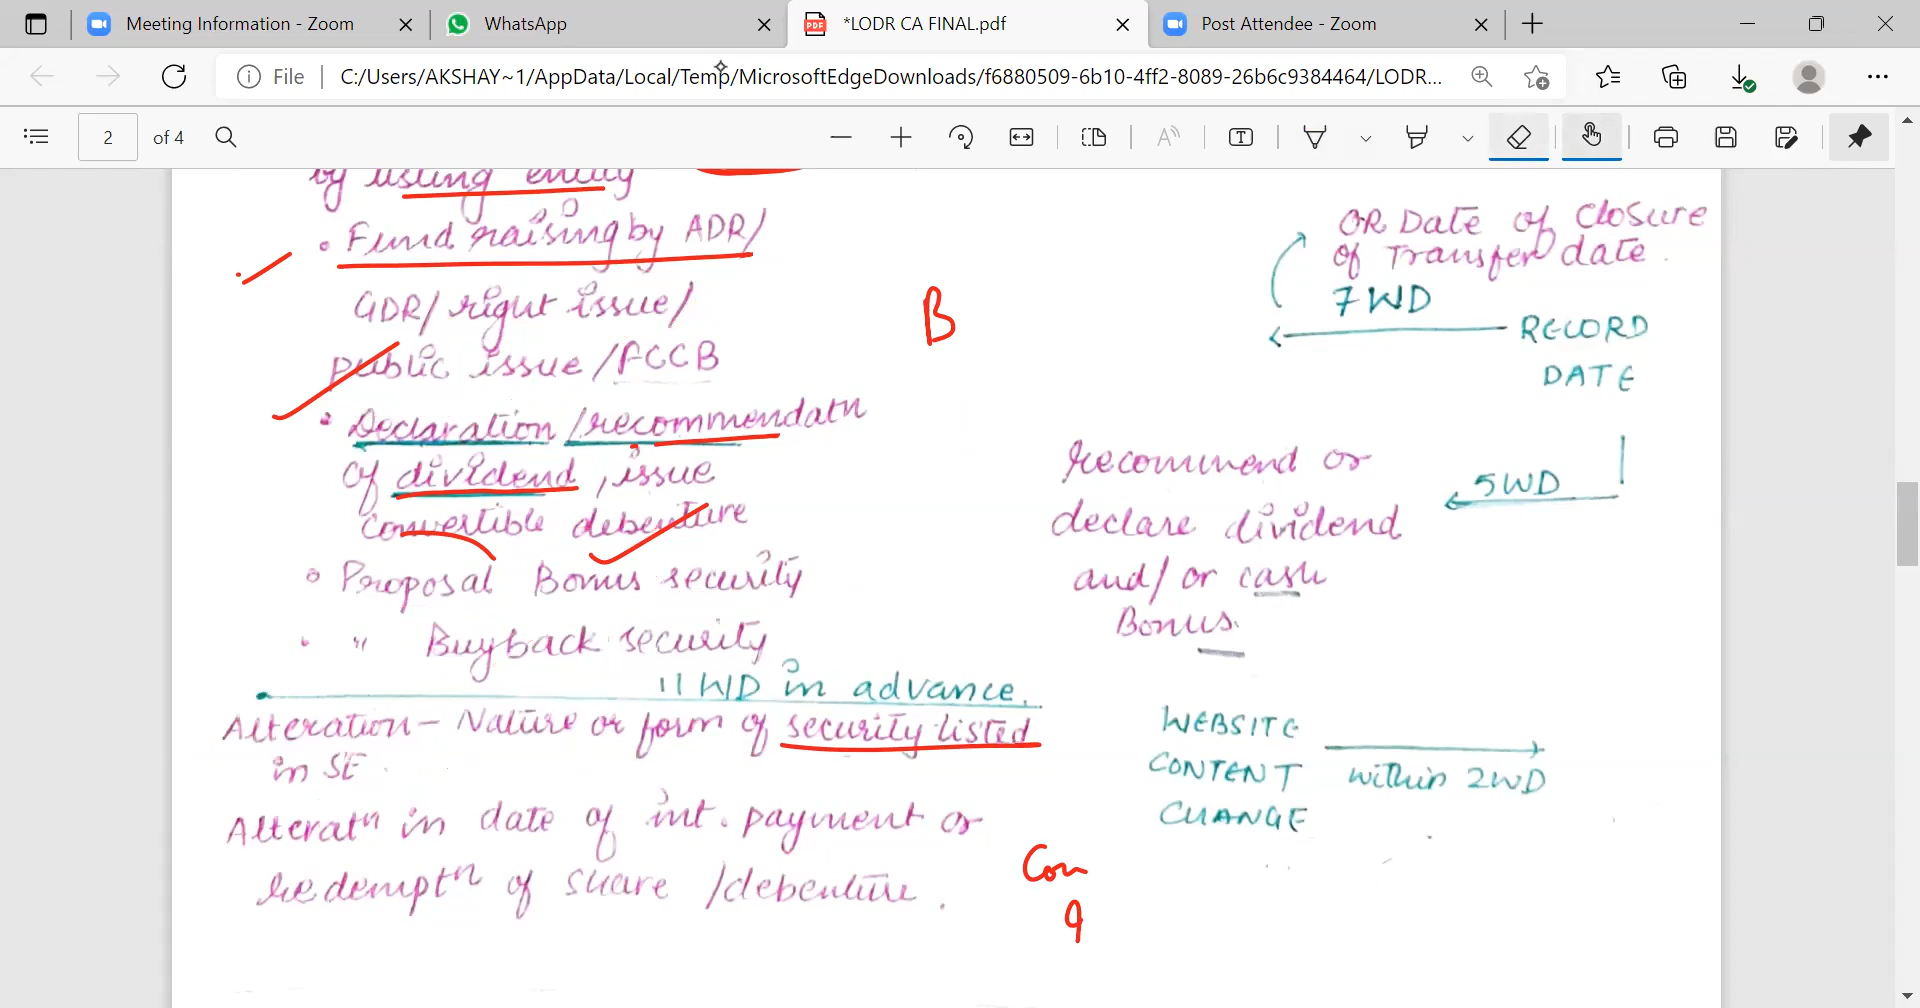 Meeting Information - Zoom
WhatsApp
*LODR CA FINAL.pdf
Post Attendee - Zoom
File
C:/Users/AKSHAY~1/AppData/Local/Temp/MicrosoftEdgeDownloads/f6880509-6b10-4ff2-8089-26b6c9384464/LODR...
2 of 4
by listing entity
• Fund raising by ADR/
GDR/ right issue/
public issue /FCCB
• Declaration /recommendatn
of dividend, issue
convertible debenture
• Proposal Bonus security
• " Buyback security
11 WD in advance.
Alteration - Nature or form of security listed
in SE.
Alteratn in date of int. payment or
redemptn of share /debenture.
B
Con
9
OR Date of Closure
of Transfer date.
7 WD
RECORD
DATE
recommend or
declare dividend
and/ or cash
Bonus.
5WD
WEBSITE
CONTENT
CHANGE
within 2WD